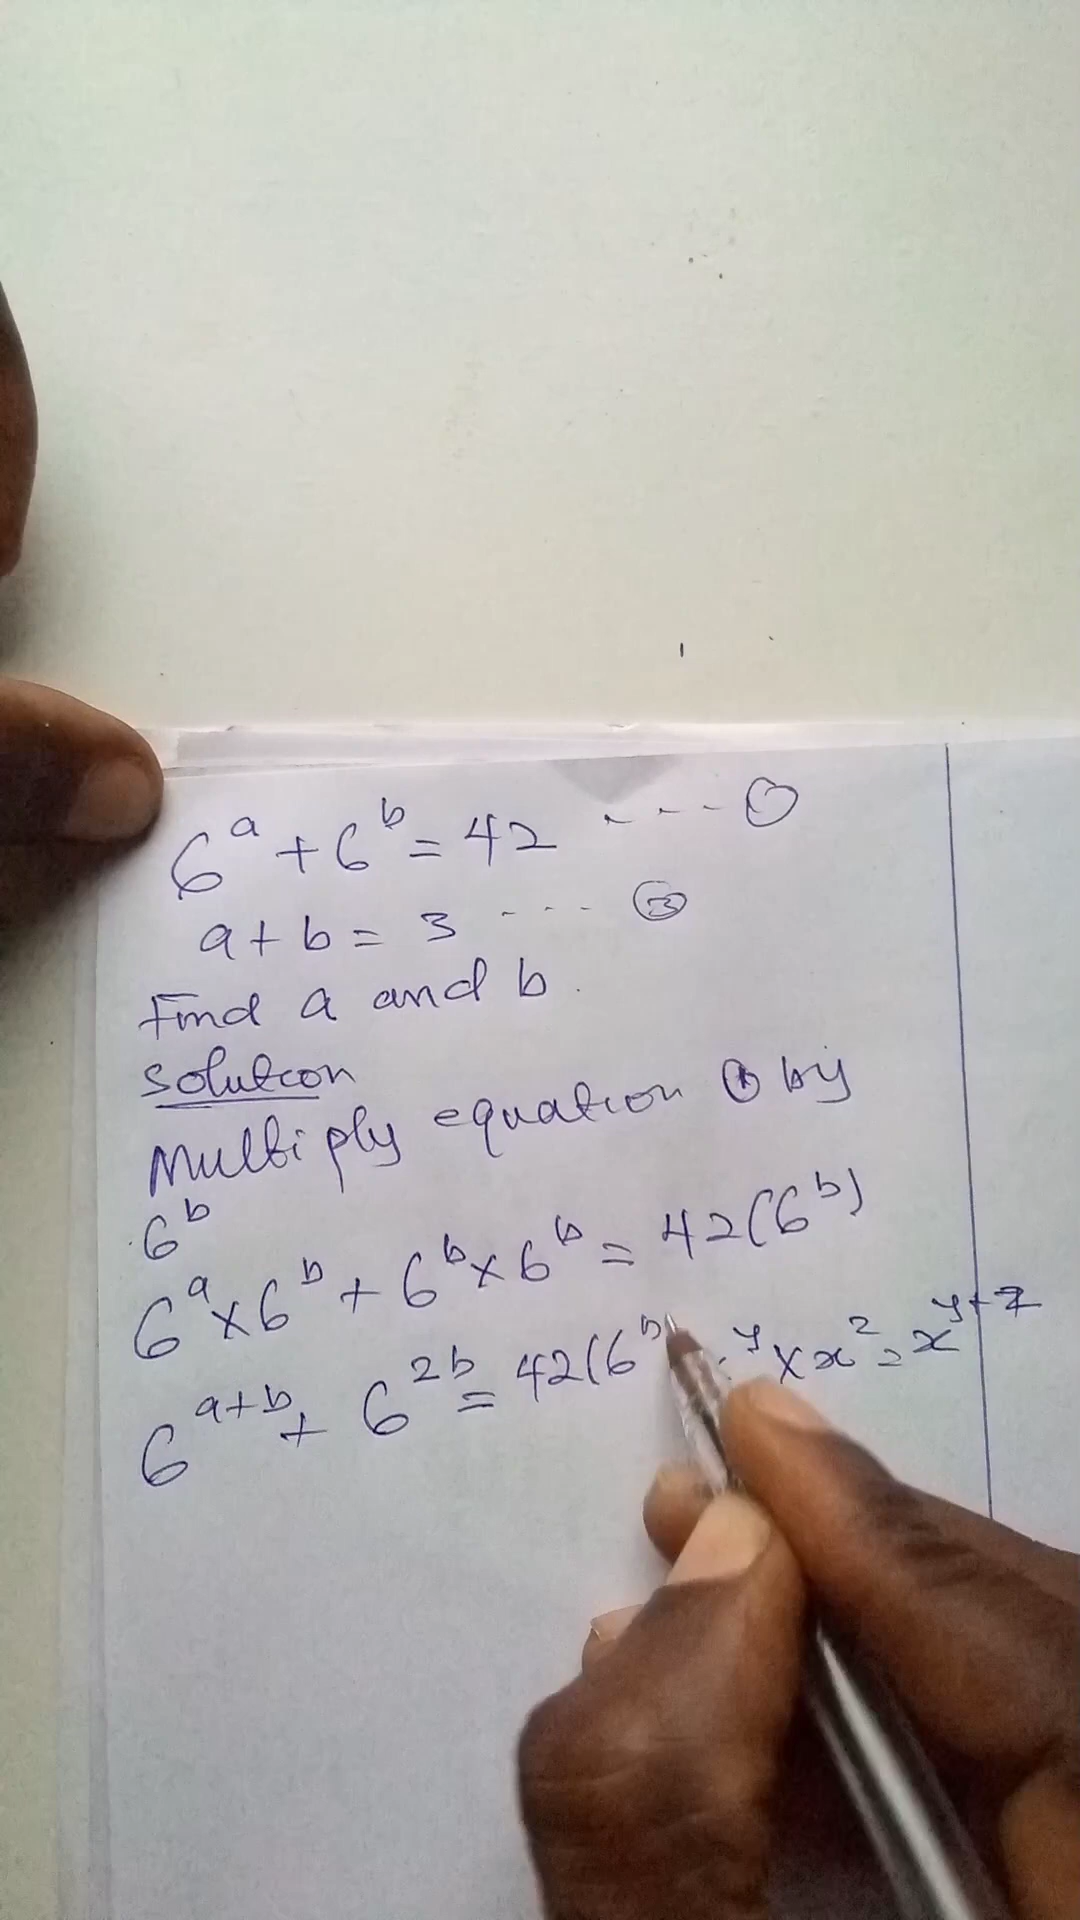 6^a + 6^b = 42 - - - ①
a + b = 3 - - - ②
Find a and b.
Solution
Multiply equation ① by
6^b
6^a × 6^b + 6^b × 6^b = 42(6^b)
6^(a+b) + 6^(2b) = 42(6^b
^y × x^z = x^(y+z)